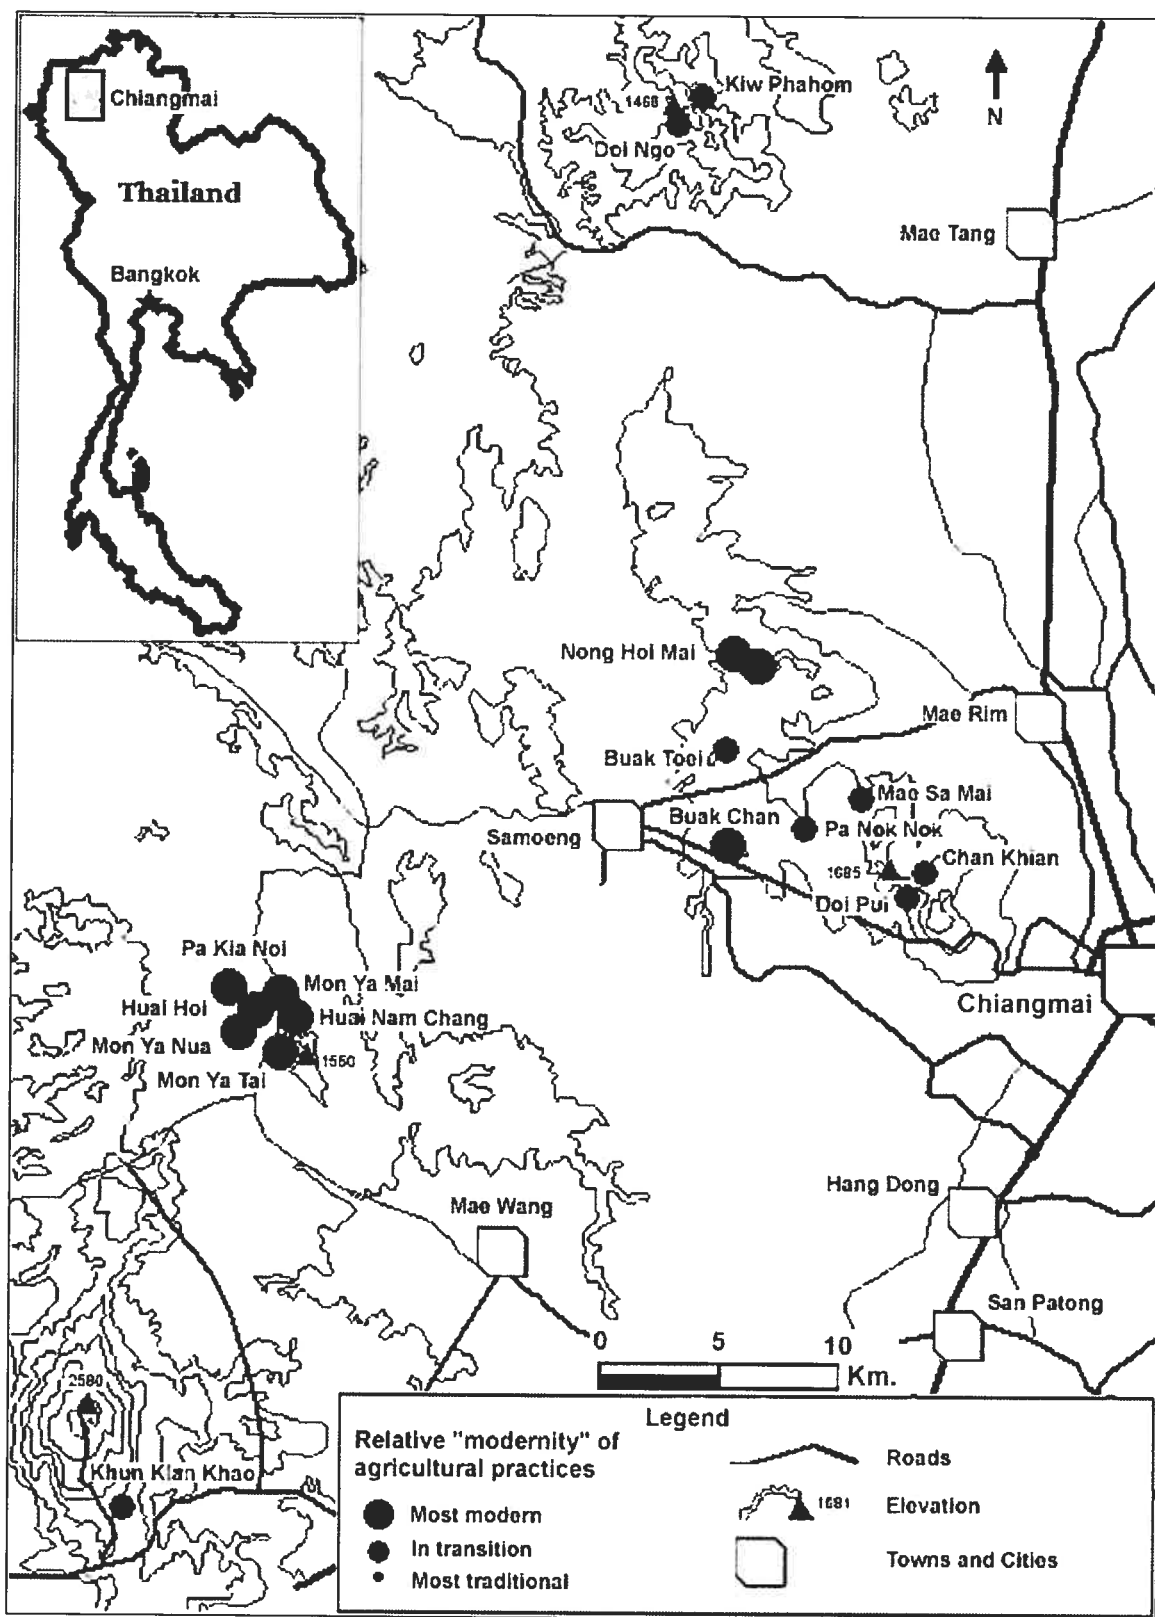 Chiangmai
Thailand
Bangkok
Kiw Phahom
1468
Doi Ngo
N
Mae Tang
Nong Hoi Mai
Mae Rim
Buak Toei
Mae Sa Mai
Buak Chan
Pa Nok Nok
Samoeng
Chan Khian
1685
Doi Pui
Pa Kia Noi
Mon Ya Mai
Huai Hoi
Huai Nam Chang
Chiangmai
Mon Ya Nua
1550
Mon Ya Tai
Hang Dong
Mae Wang
San Patong
0 5 10
Km.
2580
Khun Klan Khao
Legend
Relative "modernity" of
agricultural practices
Most modern
In transition
Most traditional
Roads
1681
Elevation
Towns and Cities